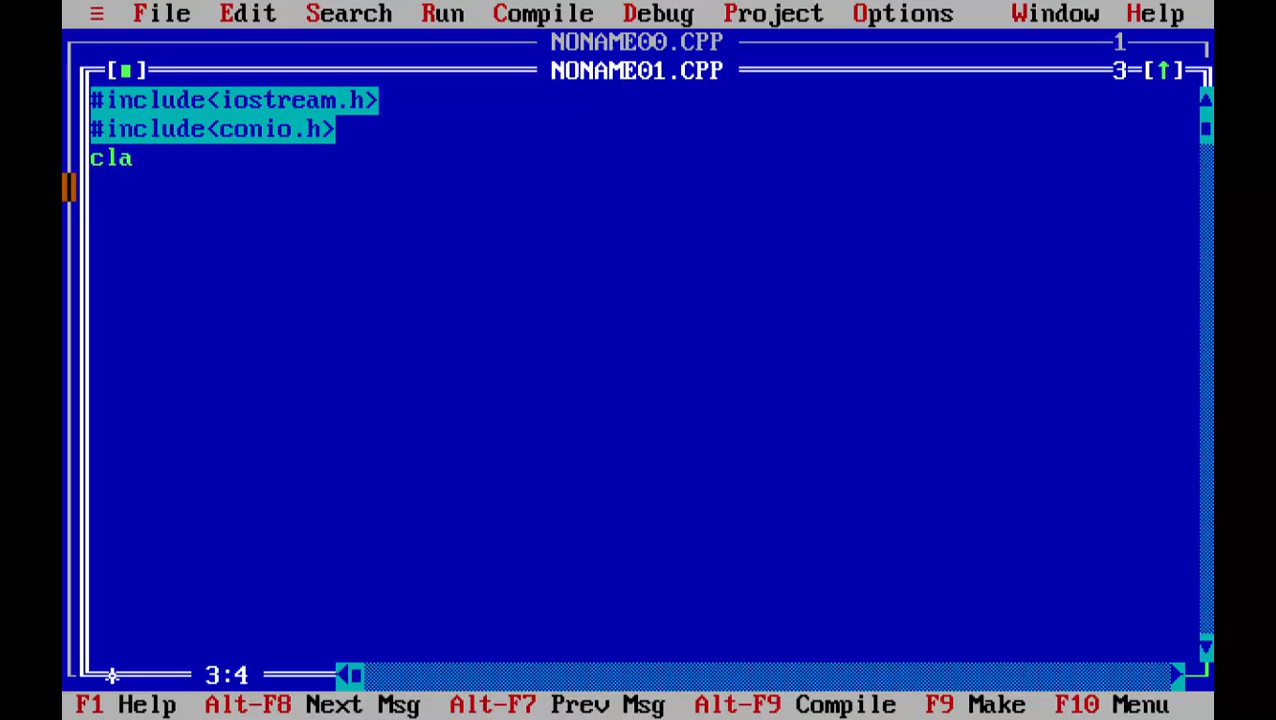 ≡ File Edit Search Run Compile Debug Project Options Window Help
NONAME00.CPP 1
[■] NONAME01.CPP 3=[↑]
#include<iostream.h>
#include<conio.h>
cla
3:4
F1 Help Alt-F8 Next Msg Alt-F7 Prev Msg Alt-F9 Compile F9 Make F10 Menu